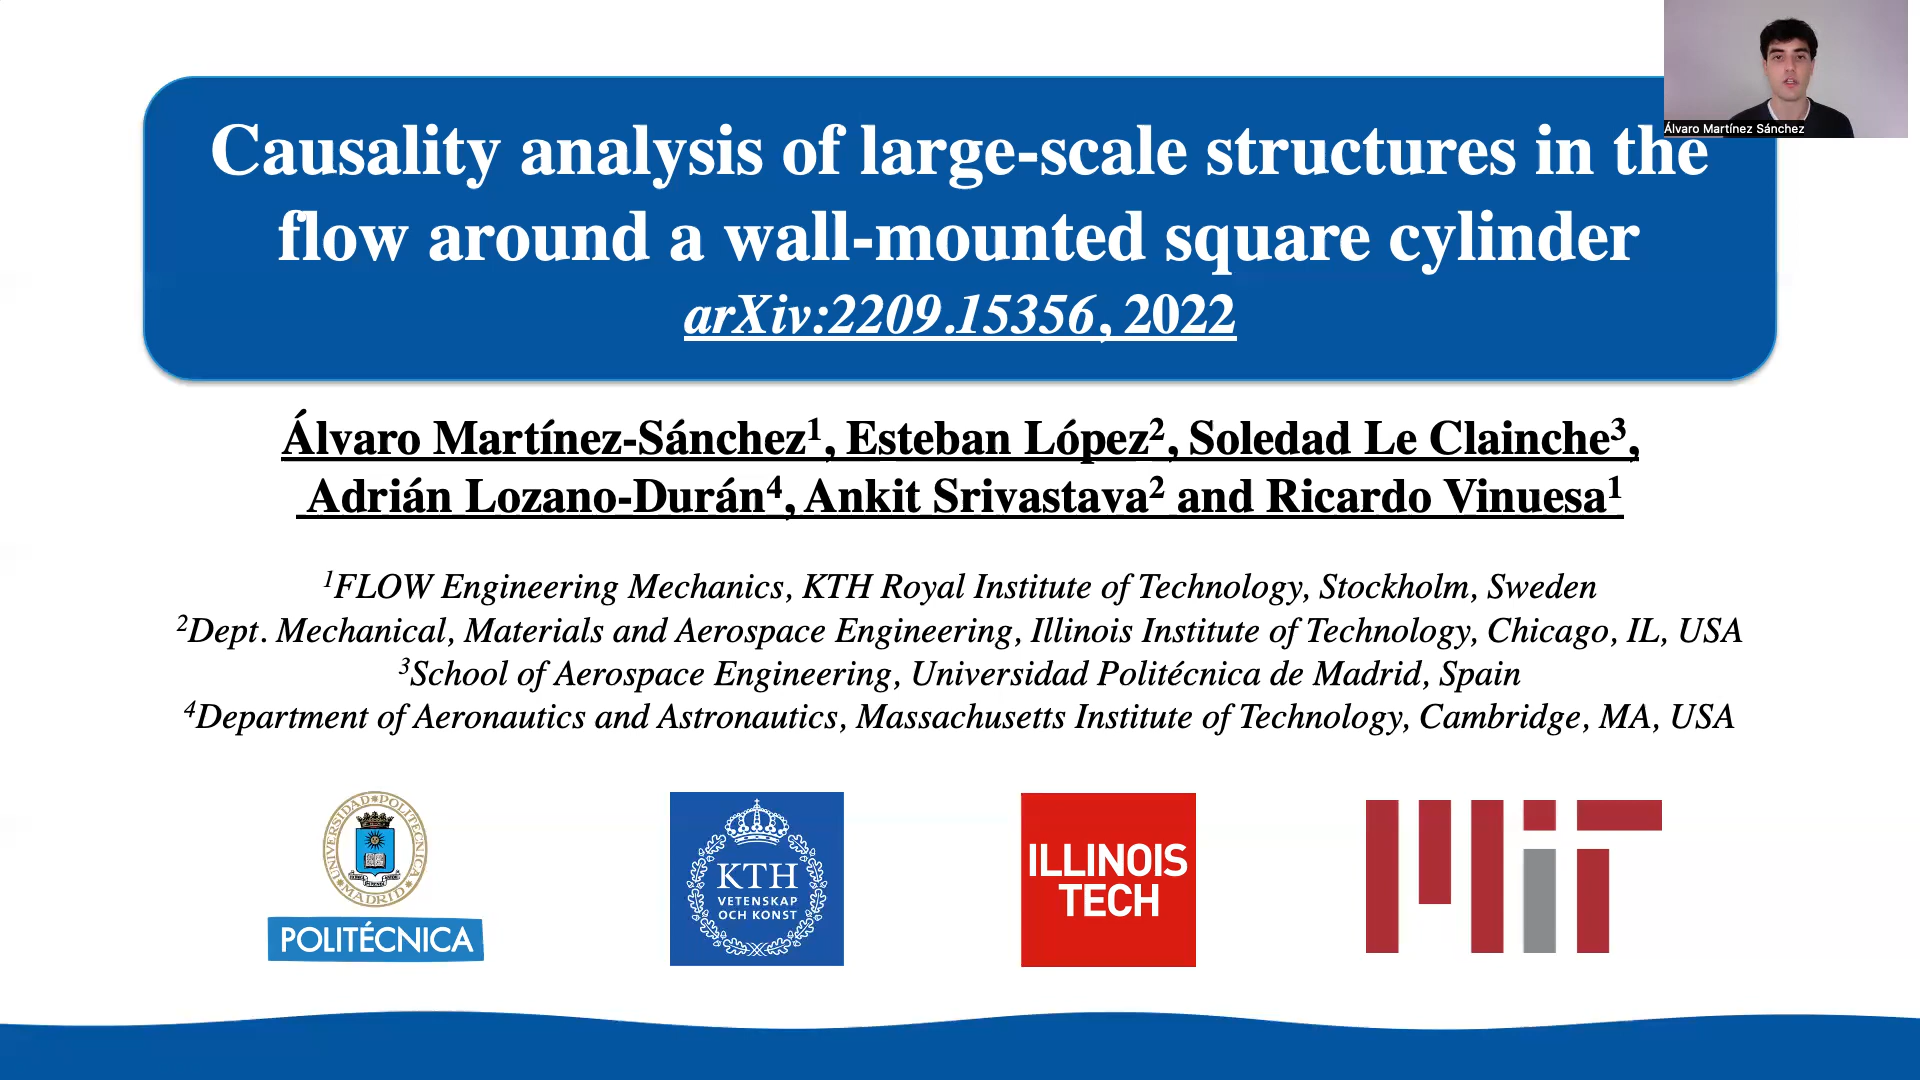 Álvaro Martínez Sánchez
Causality analysis of large-scale structures in the
flow around a wall-mounted square cylinder
arXiv:2209.15356, 2022
Álvaro Martínez-Sánchez¹, Esteban López², Soledad Le Clainche³,
Adrián Lozano-Durán⁴, Ankit Srivastava² and Ricardo Vinuesa¹
¹FLOW Engineering Mechanics, KTH Royal Institute of Technology, Stockholm, Sweden
²Dept. Mechanical, Materials and Aerospace Engineering, Illinois Institute of Technology, Chicago, IL, USA
³School of Aerospace Engineering, Universidad Politécnica de Madrid, Spain
⁴Department of Aeronautics and Astronautics, Massachusetts Institute of Technology, Cambridge, MA, USA
UNIVERSIDAD POLITÉCNICA
MADRID
POLITÉCNICA
KTH
VETENSKAP
OCH KONST
ILLINOIS
TECH
MIT